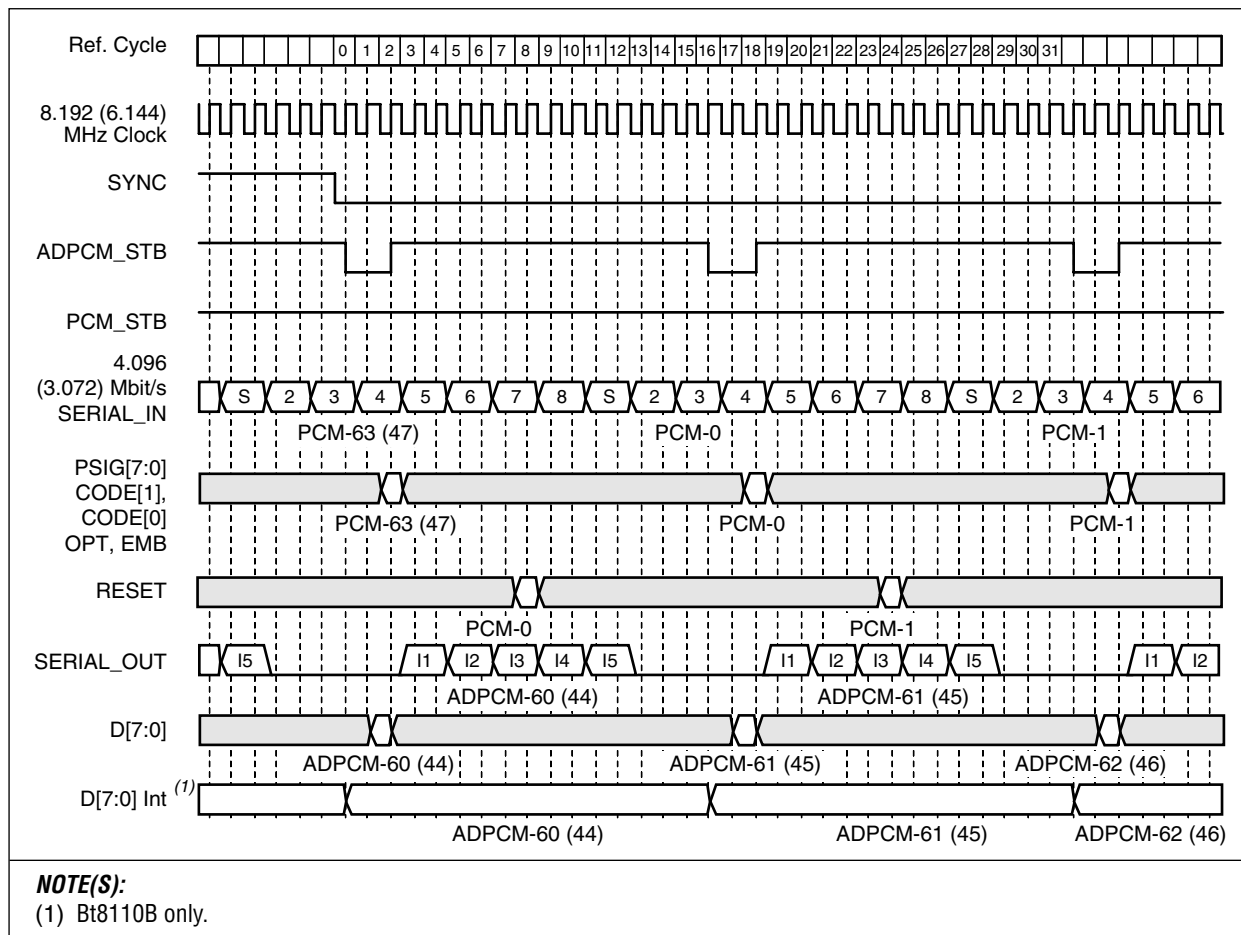 Ref. Cycle
0 1 2 3 4 5 6 7 8 9 10 11 12 13 14 15 16 17 18 19 20 21 22 23 24 25 26 27 28 29 30 31
8.192 (6.144)
MHz Clock
SYNC
ADPCM_STB
PCM_STB
4.096
(3.072) Mbit/s
SERIAL_IN
S 2 3 4 5 6 7 8 S 2 3 4 5 6 7 8 S 2 3 4 5 6
PCM-63 (47) PCM-0 PCM-1
PSIG[7:0]
CODE[1],
CODE[0]
OPT, EMB
PCM-63 (47) PCM-0 PCM-1
RESET
PCM-0 PCM-1
SERIAL_OUT
I5 I1 I2 I3 I4 I5 I1 I2 I3 I4 I5 I1 I2
ADPCM-60 (44) ADPCM-61 (45)
D[7:0]
ADPCM-60 (44) ADPCM-61 (45) ADPCM-62 (46)
D[7:0] Int (1)
ADPCM-60 (44) ADPCM-61 (45) ADPCM-62 (46)
NOTE(S):
(1) Bt8110B only.